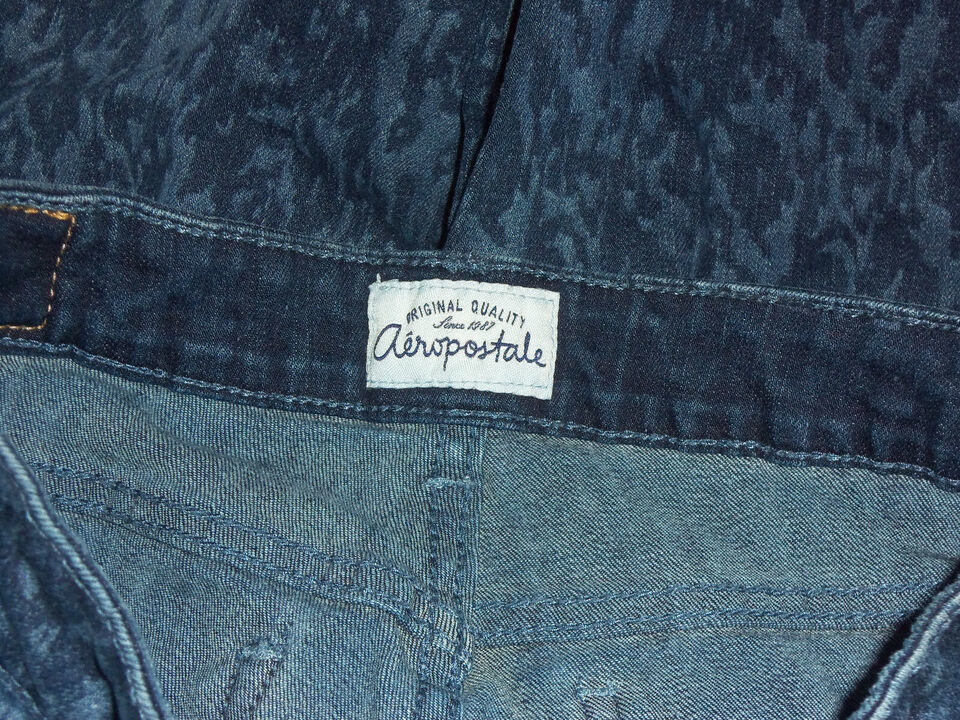 ORIGINAL QUALITY
Since 1987
Aéropostale